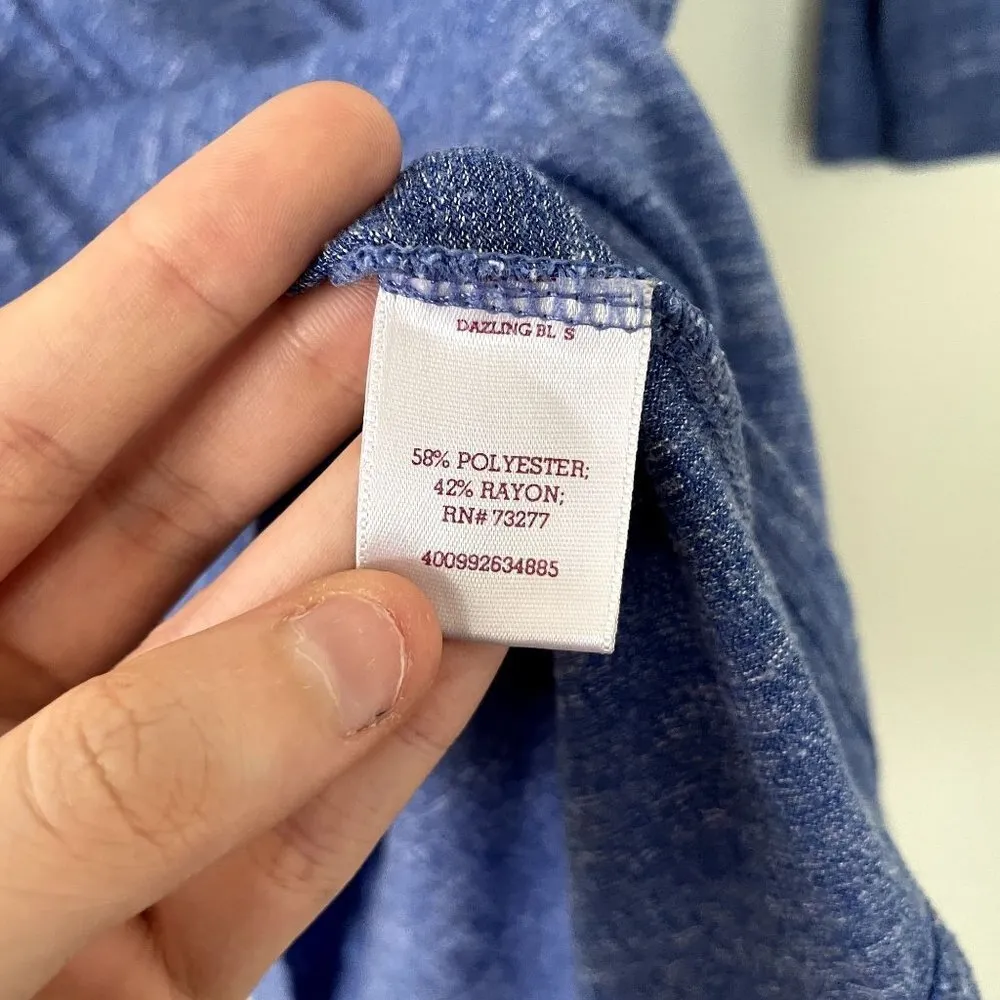 DAZLING BL S
58% POLYESTER;
42% RAYON;
RN# 73277
400992634885